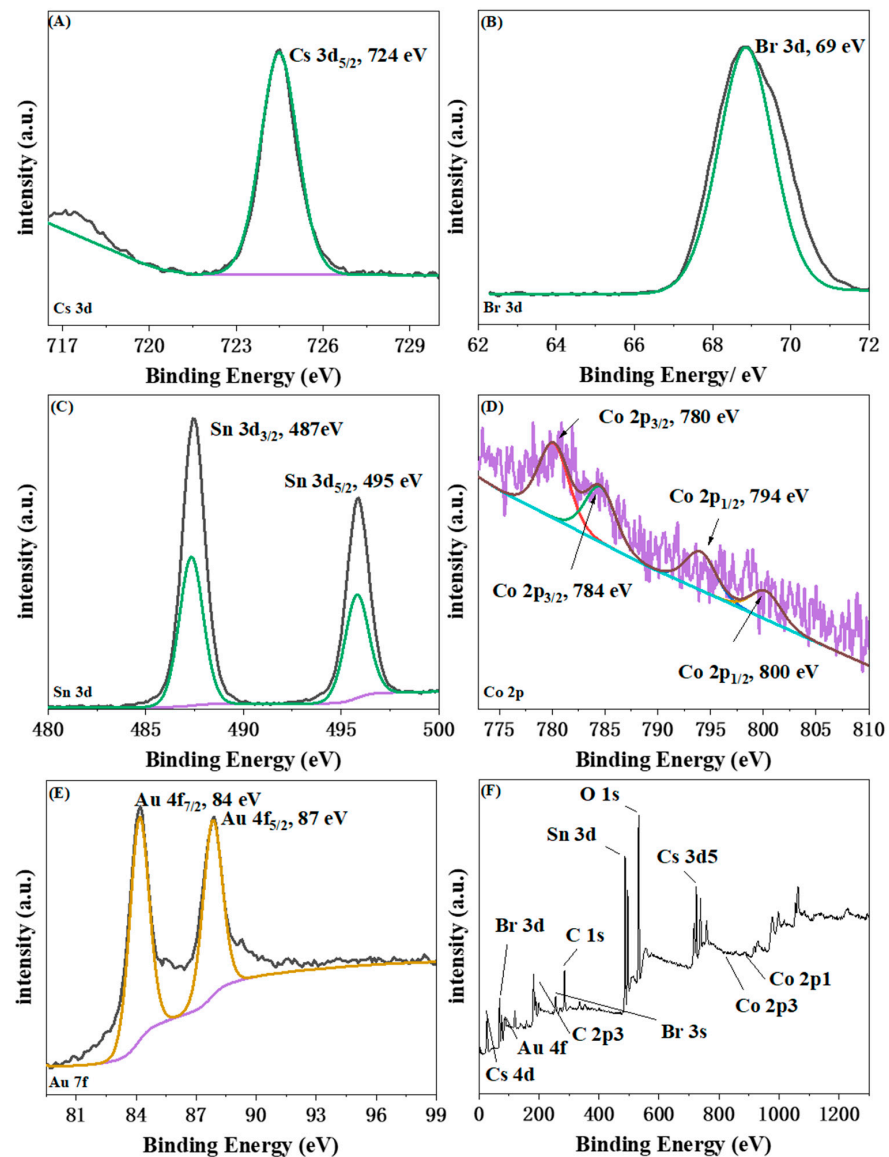 (A)
Cs 3d5/2, 724 eV
intensity (a.u.)
Cs 3d
717 720 723 726 729
Binding Energy (eV)
(B)
Br 3d, 69 eV
intensity (a.u.)
Br 3d
62 64 66 68 70 72
Binding Energy/ eV
(C)
Sn 3d3/2, 487eV
Sn 3d5/2, 495 eV
intensity (a.u.)
Sn 3d
480 485 490 495 500
Binding Energy (eV)
(D)
Co 2p3/2, 780 eV
Co 2p1/2, 794 eV
Co 2p3/2, 784 eV
Co 2p1/2, 800 eV
intensity (a.u.)
Co 2p
775 780 785 790 795 800 805 810
Binding Energy (eV)
(E)
Au 4f7/2, 84 eV
Au 4f5/2, 87 eV
intensity (a.u.)
Au 7f
81 84 87 90 93 96 99
Binding Energy (eV)
(F)
O 1s
Sn 3d
Cs 3d5
Br 3d
C 1s
Co 2p1
Co 2p3
Br 3s
C 2p3
Au 4f
Cs 4d
intensity (a.u.)
0 200 400 600 800 1000 1200
Binding Energy (eV)